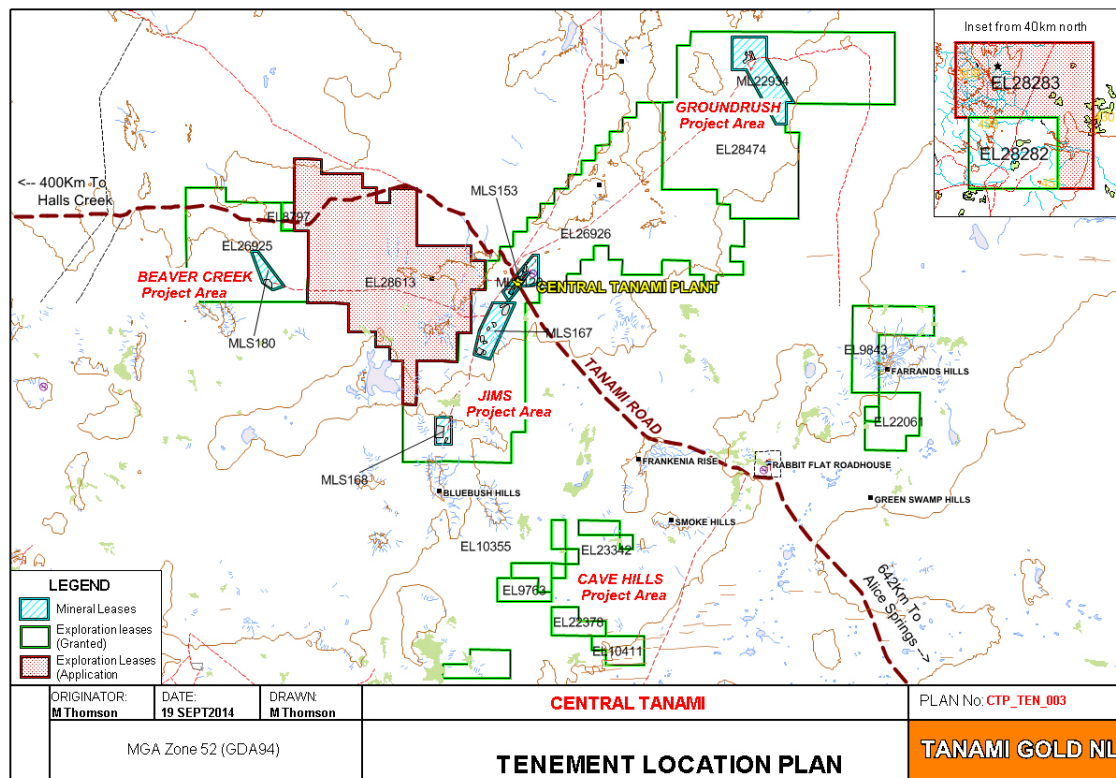 Inset from 40km north
EL28283
EL28282
ML22934
GROUNDRUSH
Project Area
EL28474
<-- 400Km To
Halls Creek
MLS153
EL8797
EL26926
EL26925
BEAVER CREEK
Project Area
EL28613
CENTRAL TANAMI PLANT
MLS180
MLS167
EL9843
FARRANDS HILLS
TANAMI ROAD
JIMS
Project Area
EL22061
FRANKENIA RISE
RABBIT FLAT ROADHOUSE
MLS168
BLUEBUSH HILLS
GREEN SWAMP HILLS
SMOKE HILLS
EL10355
EL23342
CAVE HILLS
Project Area
EL9763
642Km To
Alice Springs -->
EL22378
EL10411
LEGEND
Mineral Leases
Exploration leases
(Granted)
Exploration Leases
(Application
ORIGINATOR:
M Thomson
DATE:
19 SEPT2014
DRAWN:
M Thomson
CENTRAL TANAMI
PLAN No: CTP_TEN_003
MGA Zone 52 (GDA94)
TENEMENT LOCATION PLAN
TANAMI GOLD NL